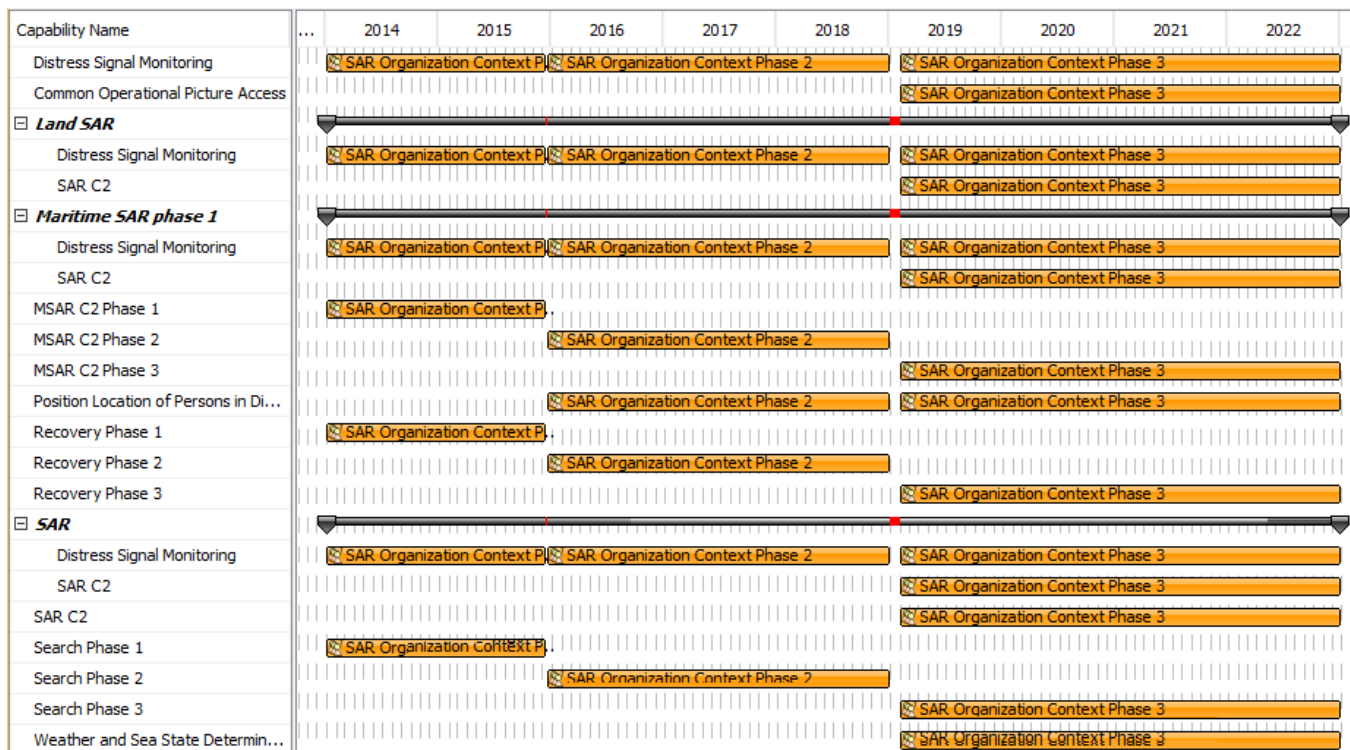 Capability Name ... 2014 2015 2016 2017 2018 2019 2020 2021 2022
Distress Signal Monitoring SAR Organization Context P... SAR Organization Context Phase 2 SAR Organization Context Phase 3
Common Operational Picture Access SAR Organization Context Phase 3
Land SAR
Distress Signal Monitoring SAR Organization Context P... SAR Organization Context Phase 2 SAR Organization Context Phase 3
SAR C2 SAR Organization Context Phase 3
Maritime SAR phase 1
Distress Signal Monitoring SAR Organization Context P... SAR Organization Context Phase 2 SAR Organization Context Phase 3
SAR C2 SAR Organization Context Phase 3
MSAR C2 Phase 1 SAR Organization Context P...
MSAR C2 Phase 2 SAR Organization Context Phase 2
MSAR C2 Phase 3 SAR Organization Context Phase 3
Position Location of Persons in Di... SAR Organization Context Phase 2 SAR Organization Context Phase 3
Recovery Phase 1 SAR Organization Context P...
Recovery Phase 2 SAR Organization Context Phase 2
Recovery Phase 3 SAR Organization Context Phase 3
SAR
Distress Signal Monitoring SAR Organization Context P... SAR Organization Context Phase 2 SAR Organization Context Phase 3
SAR C2 SAR Organization Context Phase 3
SAR C2 SAR Organization Context Phase 3
Search Phase 1 SAR Organization Context P...
Search Phase 2 SAR Organization Context Phase 2
Search Phase 3 SAR Organization Context Phase 3
Weather and Sea State Determin... SAR Organization Context Phase 3